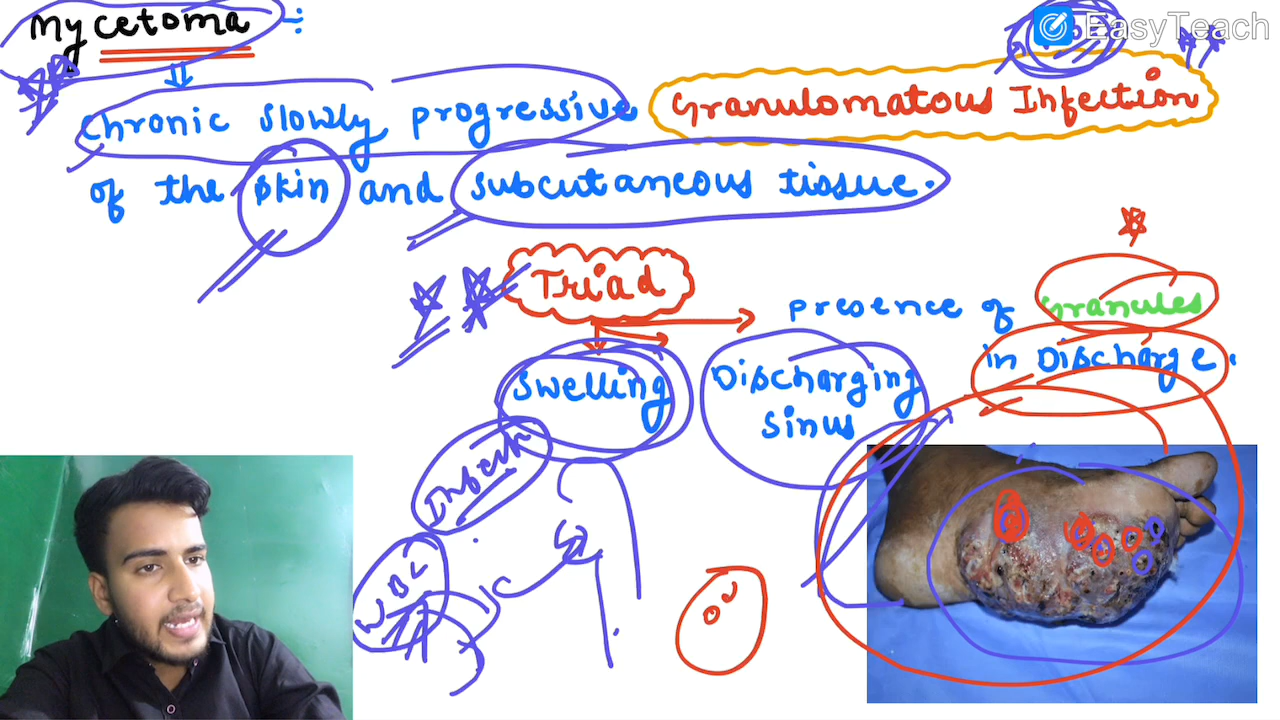 Mycetoma :-
EasyTeach
chronic slowly progressive Granulomatous Infection
of the skin and subcutaneous tissue.
Triad
presence of Granules
in Discharge.
Swelling
Discharging
sinus
WBC